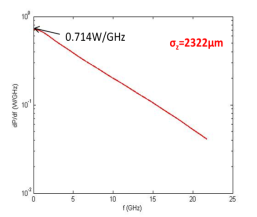 10⁰
0.714W/GHz
σz=2322μm
10⁻¹
dP/df (W/GHz)
10⁻²
0 5 10 15 20 25
f (GHz)